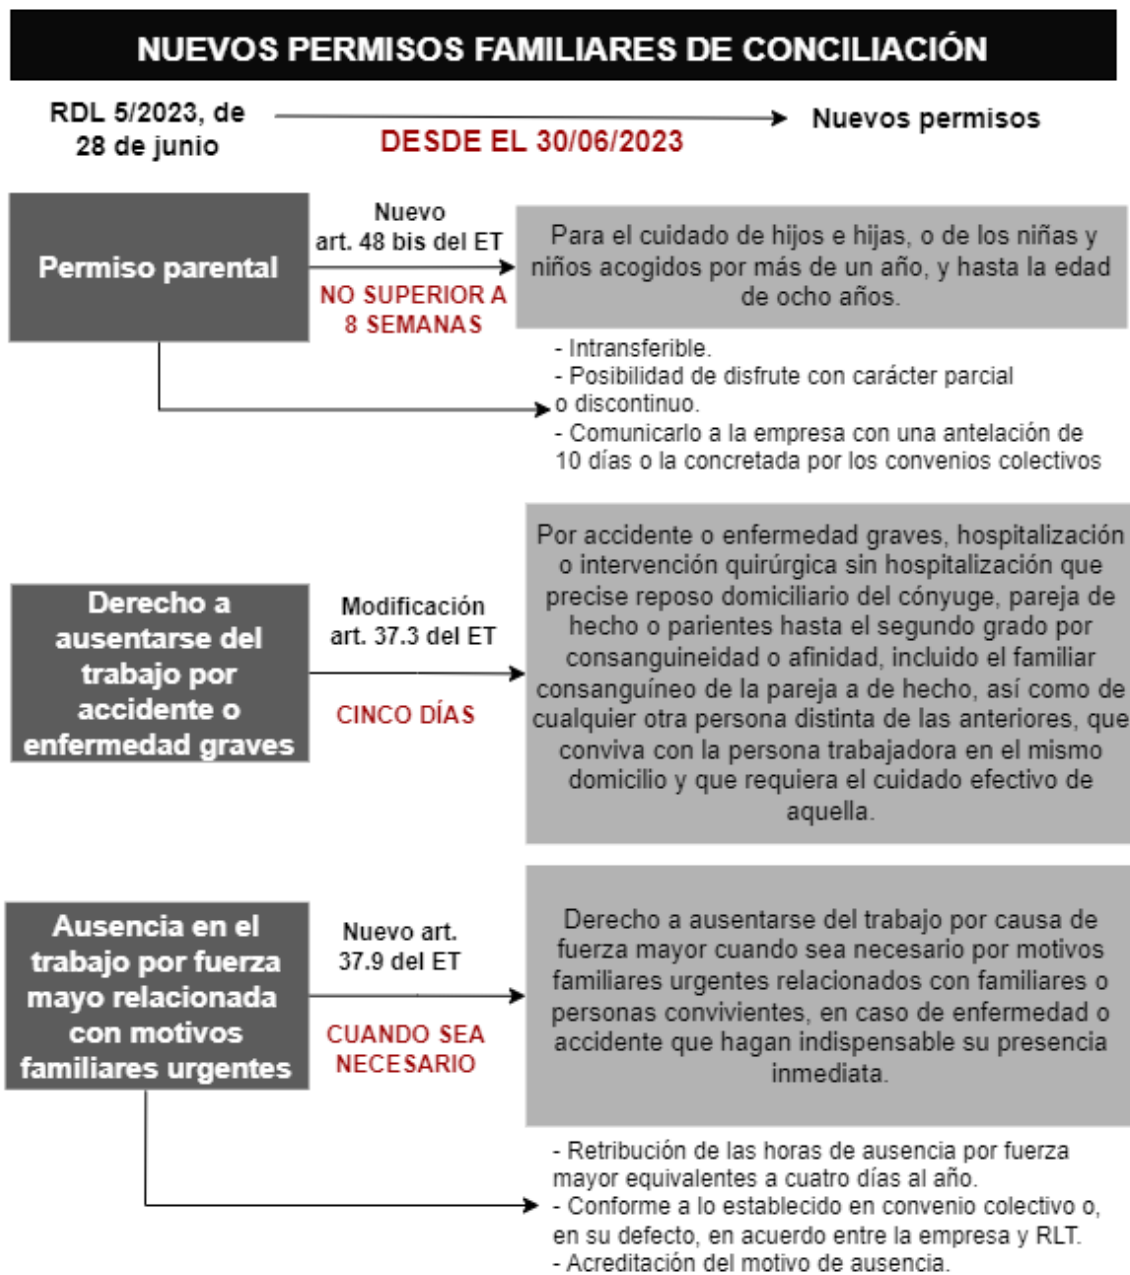 NUEVOS PERMISOS FAMILIARES DE CONCILIACIÓN
RDL 5/2023, de
28 de junio
DESDE EL 30/06/2023
Nuevos permisos
Permiso parental
Nuevo
art. 48 bis del ET
NO SUPERIOR A
8 SEMANAS
Para el cuidado de hijos e hijas, o de los niñas y
niños acogidos por más de un año, y hasta la edad
de ocho años.
- Intransferible.
- Posibilidad de disfrute con carácter parcial
o discontinuo.
- Comunicarlo a la empresa con una antelación de
10 días o la concretada por los convenios colectivos
Derecho a
ausentarse del
trabajo por
accidente o
enfermedad graves
Modificación
art. 37.3 del ET
CINCO DÍAS
Por accidente o enfermedad graves, hospitalización
o intervención quirúrgica sin hospitalización que
precise reposo domiciliario del cónyuge, pareja de
hecho o parientes hasta el segundo grado por
consanguineidad o afinidad, incluido el familiar
consanguíneo de la pareja a de hecho, así como de
cualquier otra persona distinta de las anteriores, que
conviva con la persona trabajadora en el mismo
domicilio y que requiera el cuidado efectivo de
aquella.
Ausencia en el
trabajo por fuerza
mayo relacionada
con motivos
familiares urgentes
Nuevo art.
37.9 del ET
CUANDO SEA
NECESARIO
Derecho a ausentarse del trabajo por causa de
fuerza mayor cuando sea necesario por motivos
familiares urgentes relacionados con familiares o
personas convivientes, en caso de enfermedad o
accidente que hagan indispensable su presencia
inmediata.
- Retribución de las horas de ausencia por fuerza
mayor equivalentes a cuatro días al año.
- Conforme a lo establecido en convenio colectivo o,
en su defecto, en acuerdo entre la empresa y RLT.
- Acreditación del motivo de ausencia.